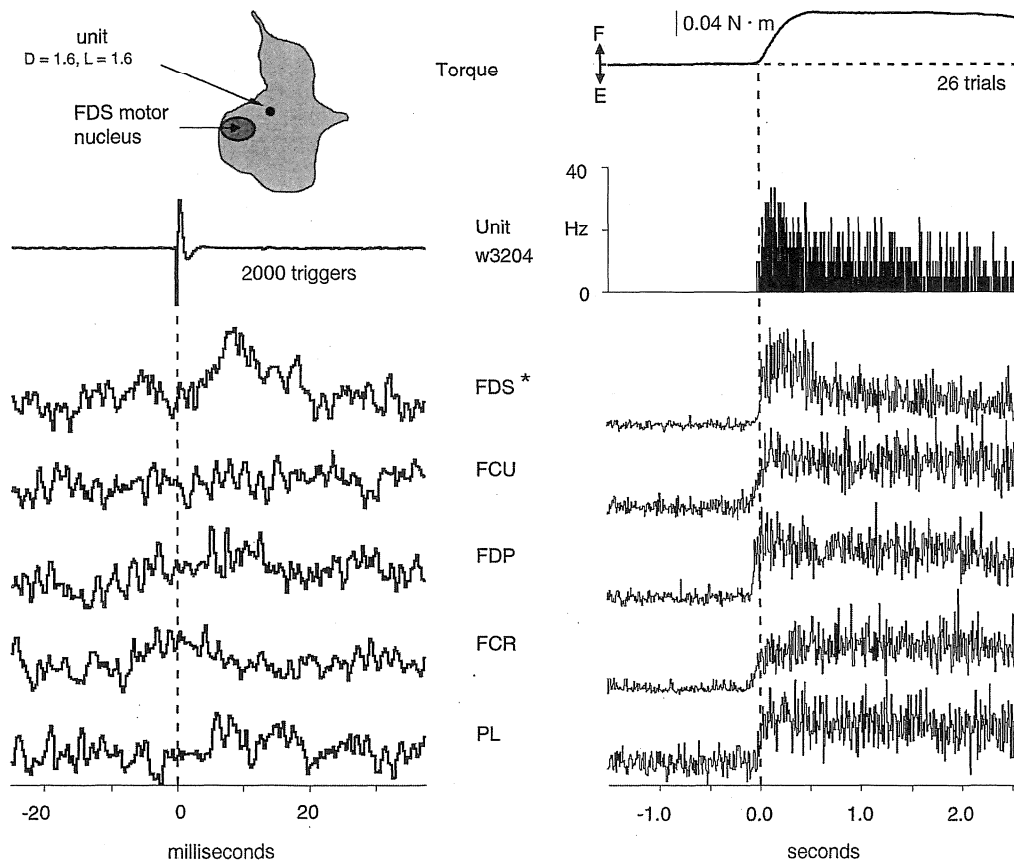 unit
D = 1.6, L = 1.6
FDS motor
nucleus
Torque
0.04 N · m
F
E
26 trials
2000 triggers
Unit
w3204
40
Hz
0
FDS *
FCU
FDP
FCR
PL
-20
0
20
milliseconds
-1.0
0.0
1.0
2.0
seconds